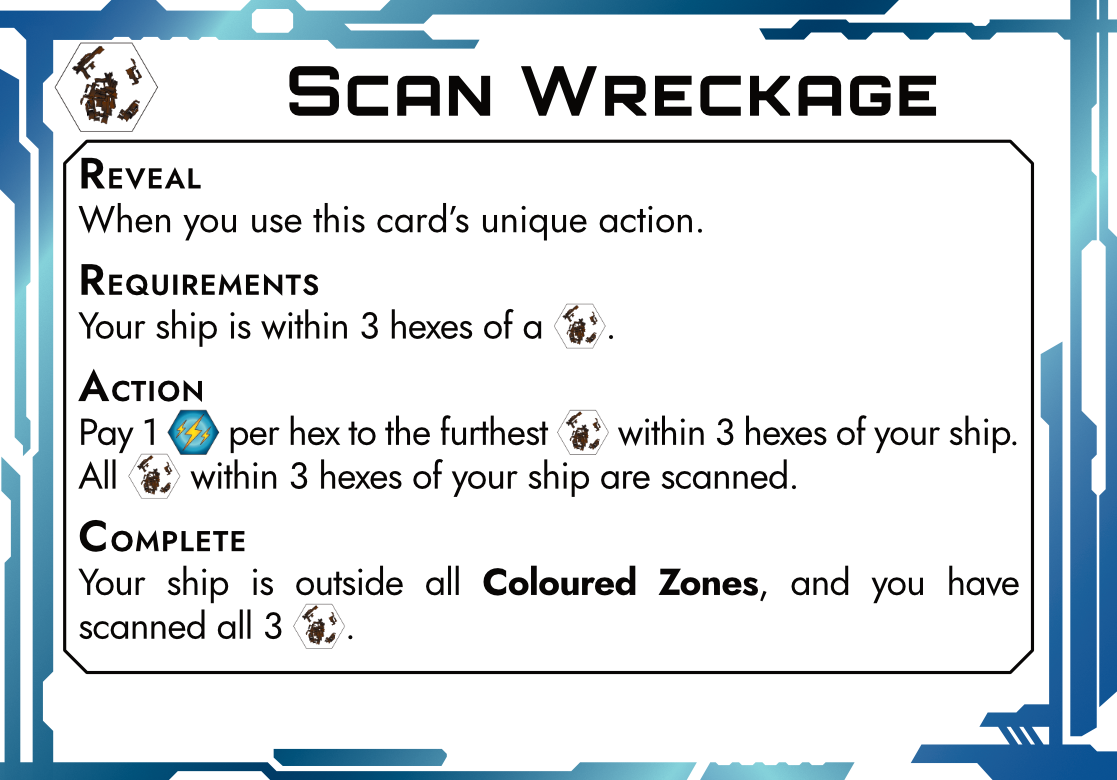 Scan Wreckage
Reveal
When you use this card’s unique action.
Requirements
Your ship is within 3 hexes of a .
Action
Pay 1 per hex to the furthest within 3 hexes of your ship.
All within 3 hexes of your ship are scanned.
Complete
Your ship is outside all Coloured Zones, and you have
scanned all 3 .